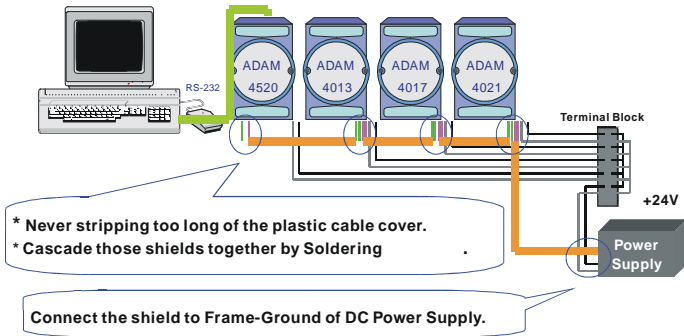 RS-232
ADAM
4520
ADAM
4013
ADAM
4017
ADAM
4021
Terminal Block
+24V
Power
Supply
* Never stripping too long of the plastic cable cover.
* Cascade those shields together by Soldering .
Connect the shield to Frame-Ground of DC Power Supply.